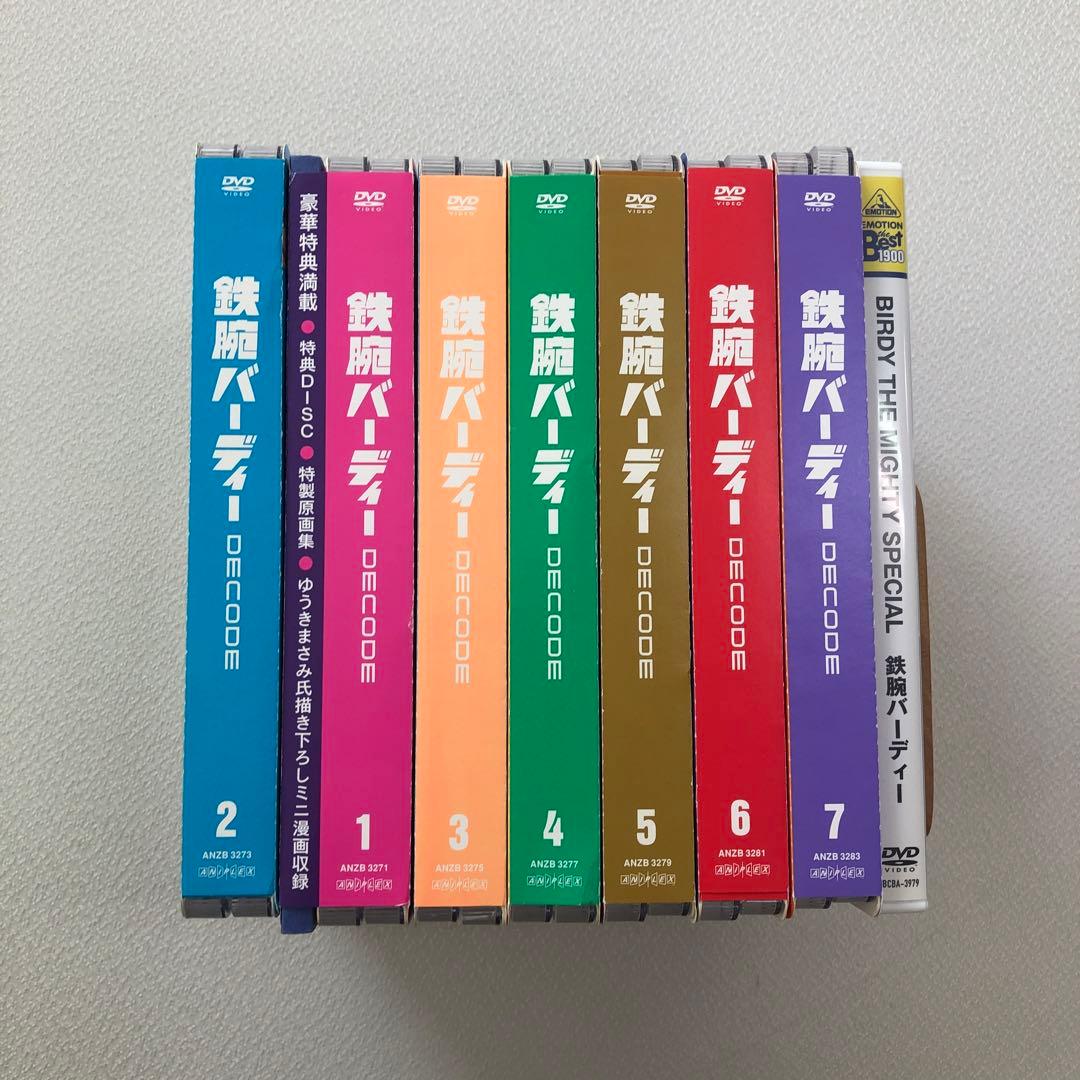 DVD
VIDEO
鉄腕バーディー DECODE
2
ANZB 3273
ANIPLEX
豪華特典満載 ● 特典DISC ● 特製原画集 ● ゆうきまさみ氏描き下ろしミニ漫画収録
DVD
VIDEO
鉄腕バーディー DECODE
1
ANZB 3271
ANIPLEX
DVD
VIDEO
鉄腕バーディー DECODE
3
ANZB 3275
ANIPLEX
DVD
VIDEO
鉄腕バーディー DECODE
4
ANZB 3277
ANIPLEX
DVD
VIDEO
鉄腕バーディー DECODE
5
ANZB 3279
ANIPLEX
DVD
VIDEO
鉄腕バーディー DECODE
6
ANZB 3281
ANIPLEX
DVD
VIDEO
鉄腕バーディー DECODE
7
ANZB 3283
ANIPLEX
EMOTION
EMOTION
the
Best
1900
BIRDY THE MIGHTY SPECIAL 鉄腕バーディー
DVD
VIDEO
BCBA-3979